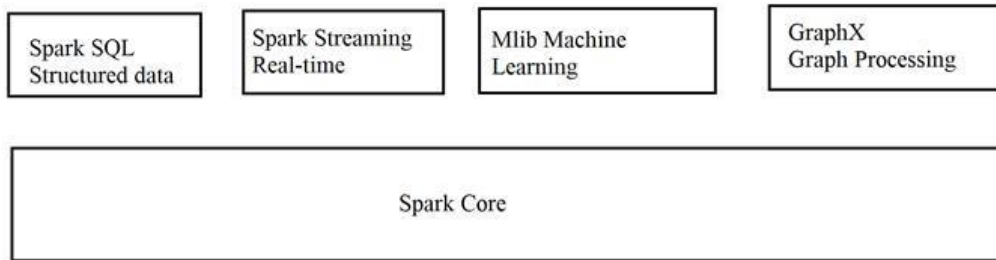 Spark SQL
Structured data
Spark Streaming
Real-time
Mlib Machine
Learning
GraphX
Graph Processing
Spark Core